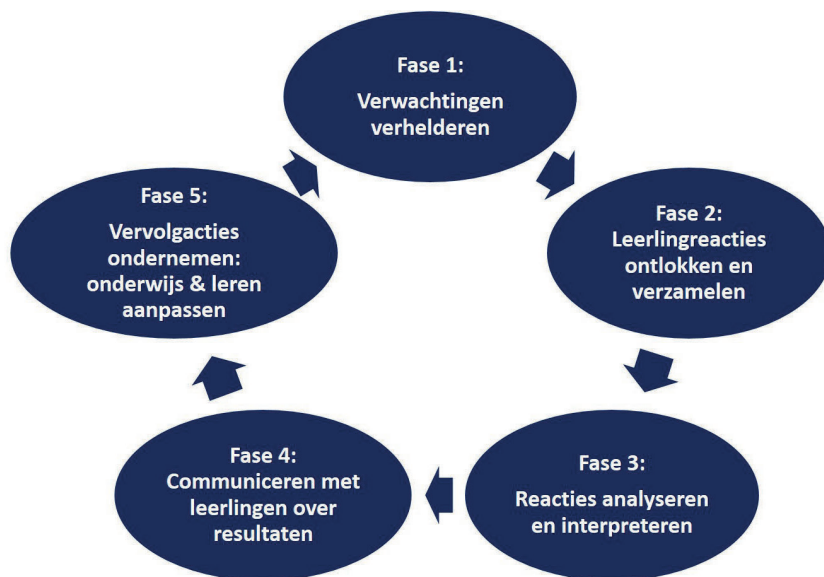 Fase 1:
Verwachtingen
verhelderen
Fase 2:
Leerlingreacties
ontlokken en
verzamelen
Fase 3:
Reacties analyseren
en interpreteren
Fase 4:
Communiceren met
leerlingen over
resultaten
Fase 5:
Vervolgacties
ondernemen:
onderwijs & leren
aanpassen